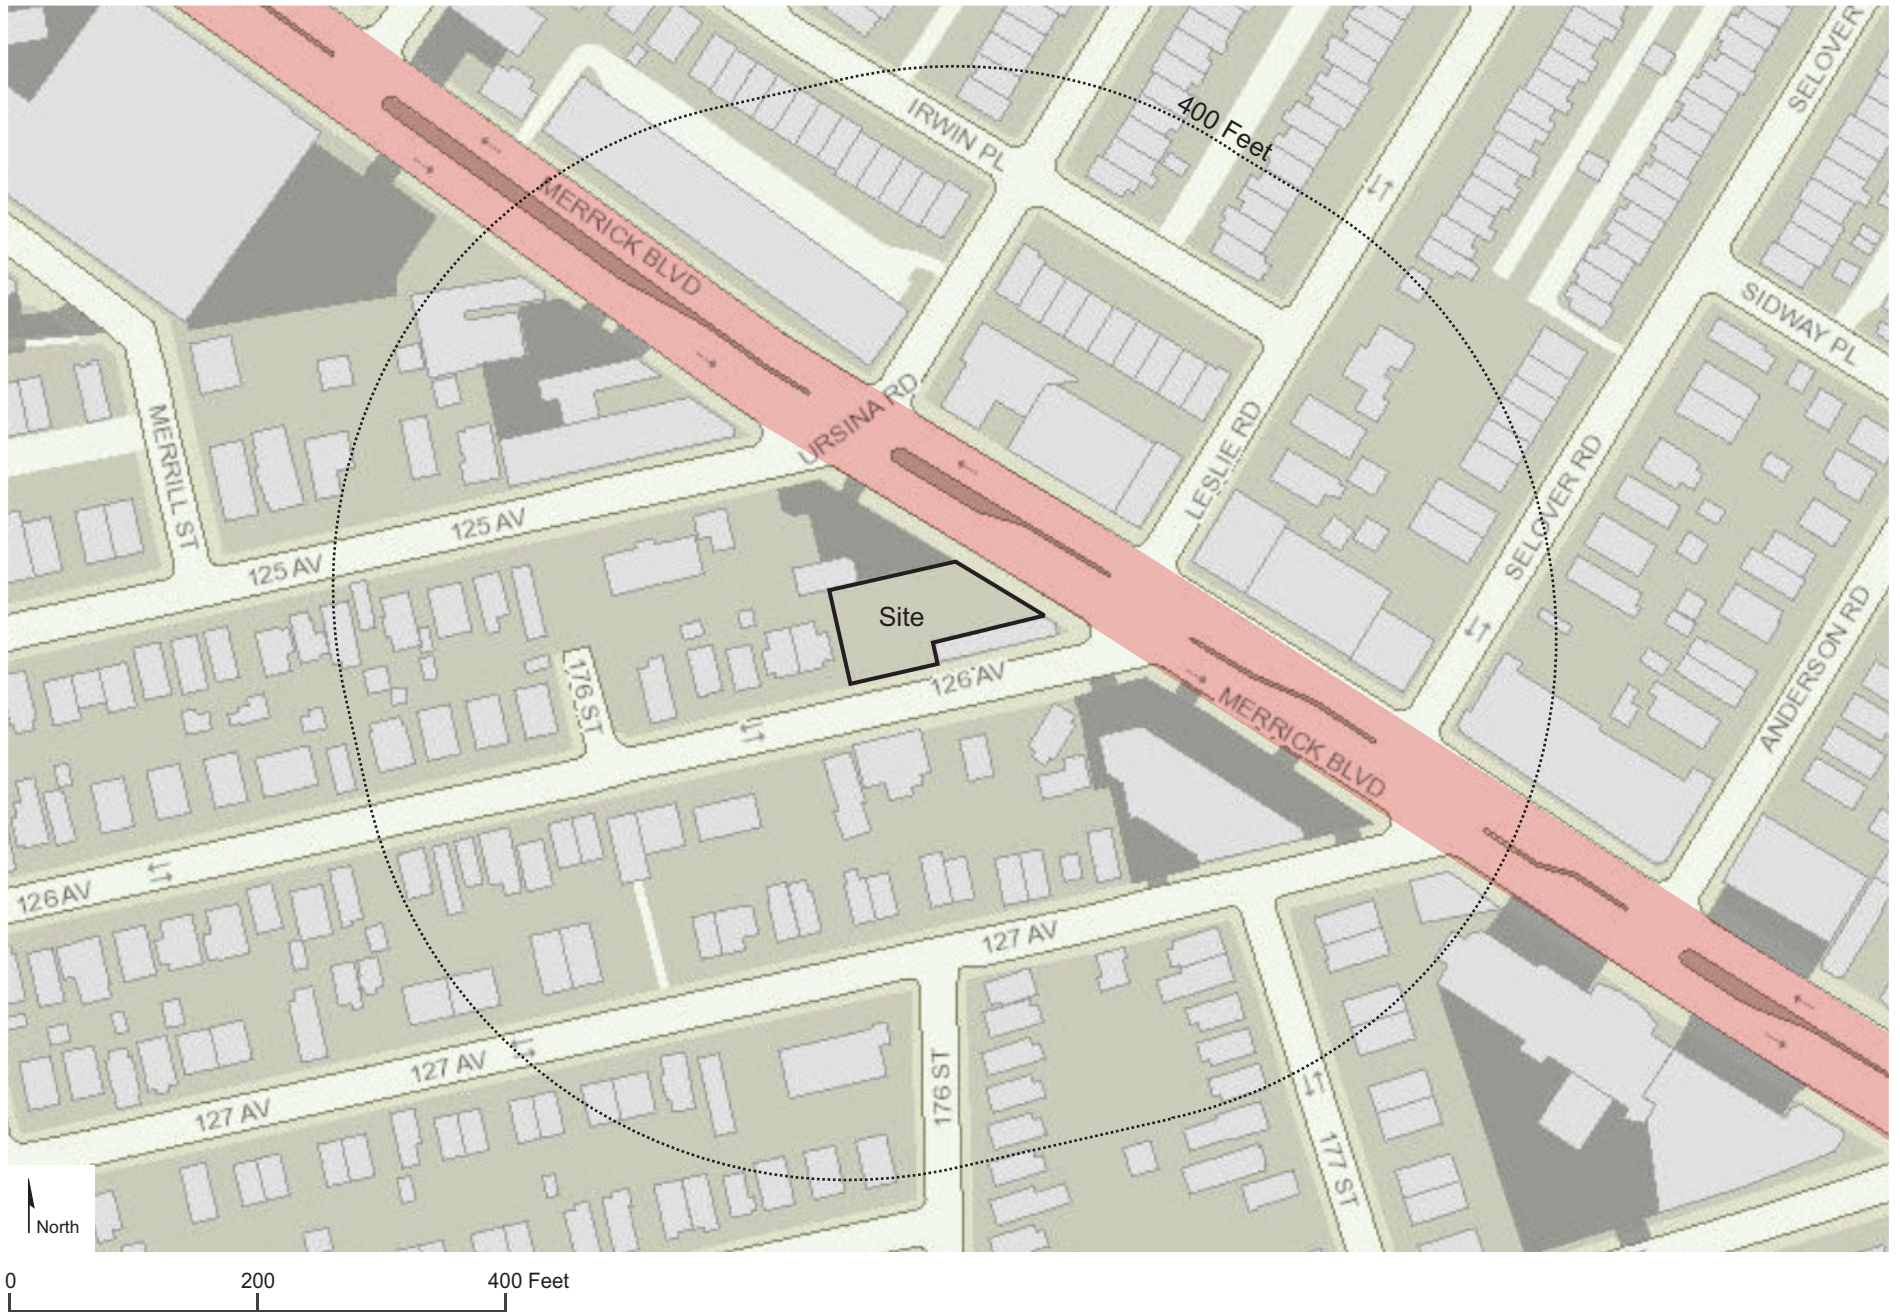 SELOVER
400 Feet
IRWIN PL
MERRICK BLVD
SIDWAY PL
URSINA RD
MERRILL ST
LESLIE RD
125 AV
SELOVER RD
125 AV
Site
ANDERSON RD
126 AV
176 ST
MERRICK BLVD
126 AV
127 AV
127 AV
127 AV
176 ST
177 ST
North
0 200 400 Feet